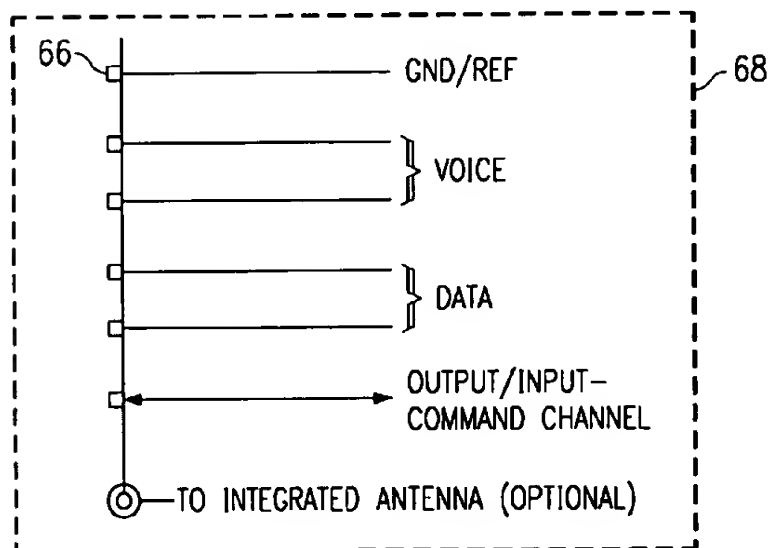 66
GND/REF
68
VOICE
DATA
OUTPUT/INPUT-
COMMAND CHANNEL
TO INTEGRATED ANTENNA (OPTIONAL)